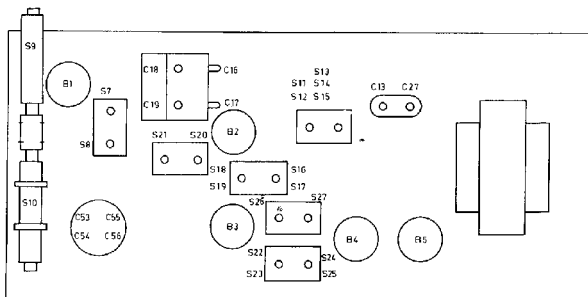 S9
B1
S7
S8
C18 C16
C19 C17
B2
S13
S11 S14
S12 S15
C13 C27
S21 S20
S18 S16
S19 S17
S10
C53 C55
C54 C56
S26 S27
B3
B4
B5
S22 S24
S23 S25